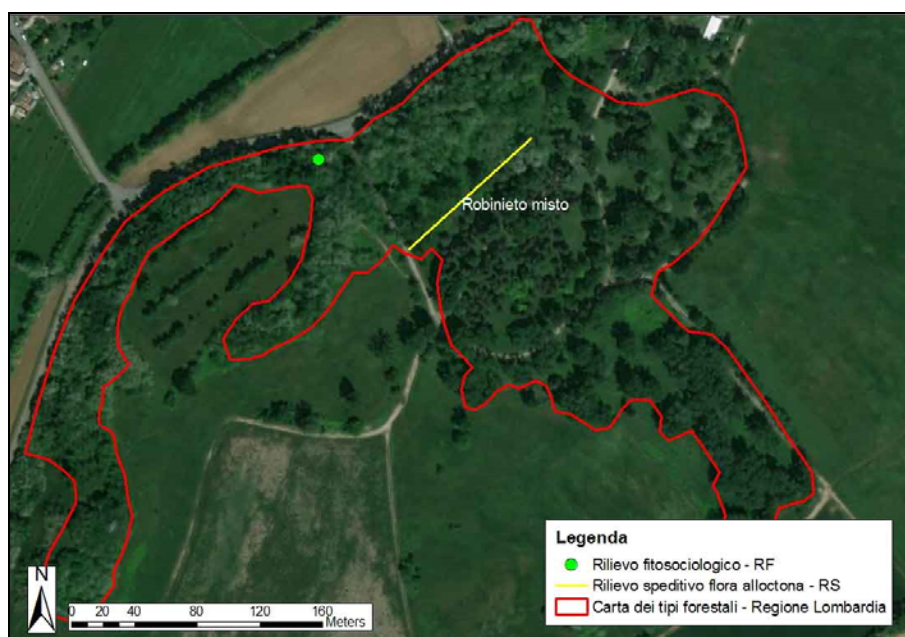 Robinieto misto
Legenda
Rilievo fitosociologico - RF
Rilievo speditivo flora alloctona - RS
Carta dei tipi forestali - Regione Lombardia
N
0 20 40 80 120 160
Meters